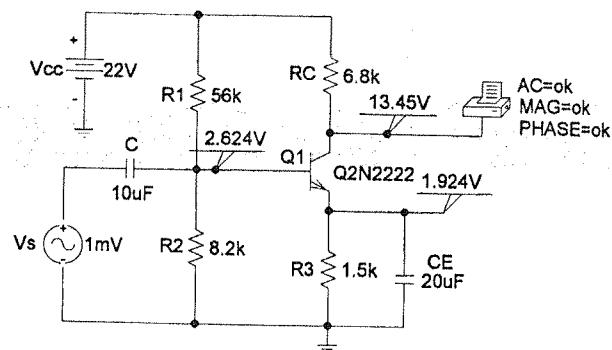 +
Vcc
22V
-
R1
56k
RC
6.8k
13.45V
AC=ok
MAG=ok
PHASE=ok
C
10uF
2.624V
Q1
Q2N2222
1.924V
Vs
+
1mV
-
R2
8.2k
R3
1.5k
CE
20uF